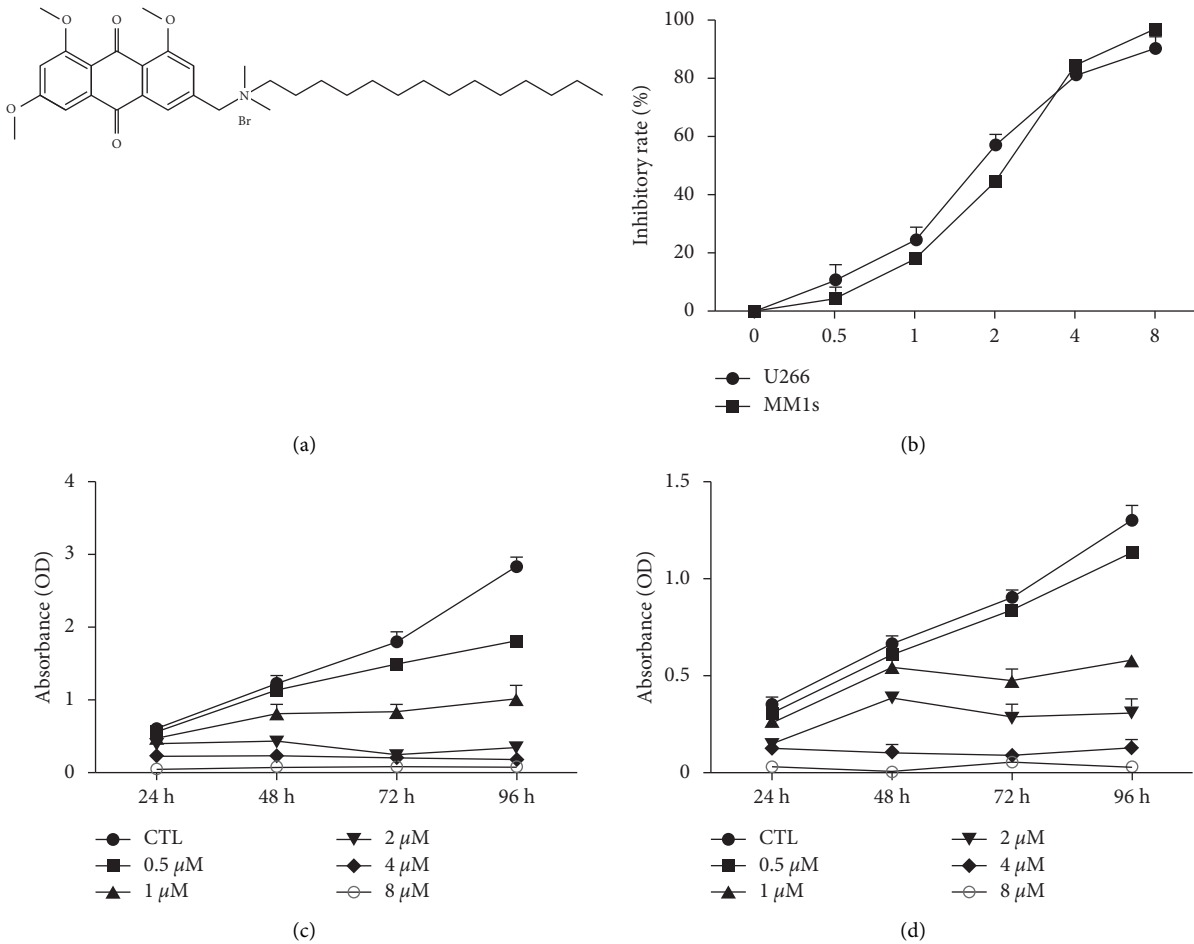 O O O O
N
Br
O
O
(a)
Inhibitory rate (%)
100
80
60
40
20
0
0 0.5 1 2 4 8
U266
MM1s
(b)
Absorbance (OD)
4
3
2
1
0
24 h 48 h 72 h 96 h
CTL 2 μM
0.5 μM 4 μM
1 μM 8 μM
(c)
Absorbance (OD)
1.5
1.0
0.5
0
24 h 48 h 72 h 96 h
CTL 2 μM
0.5 μM 4 μM
1 μM 8 μM
(d)